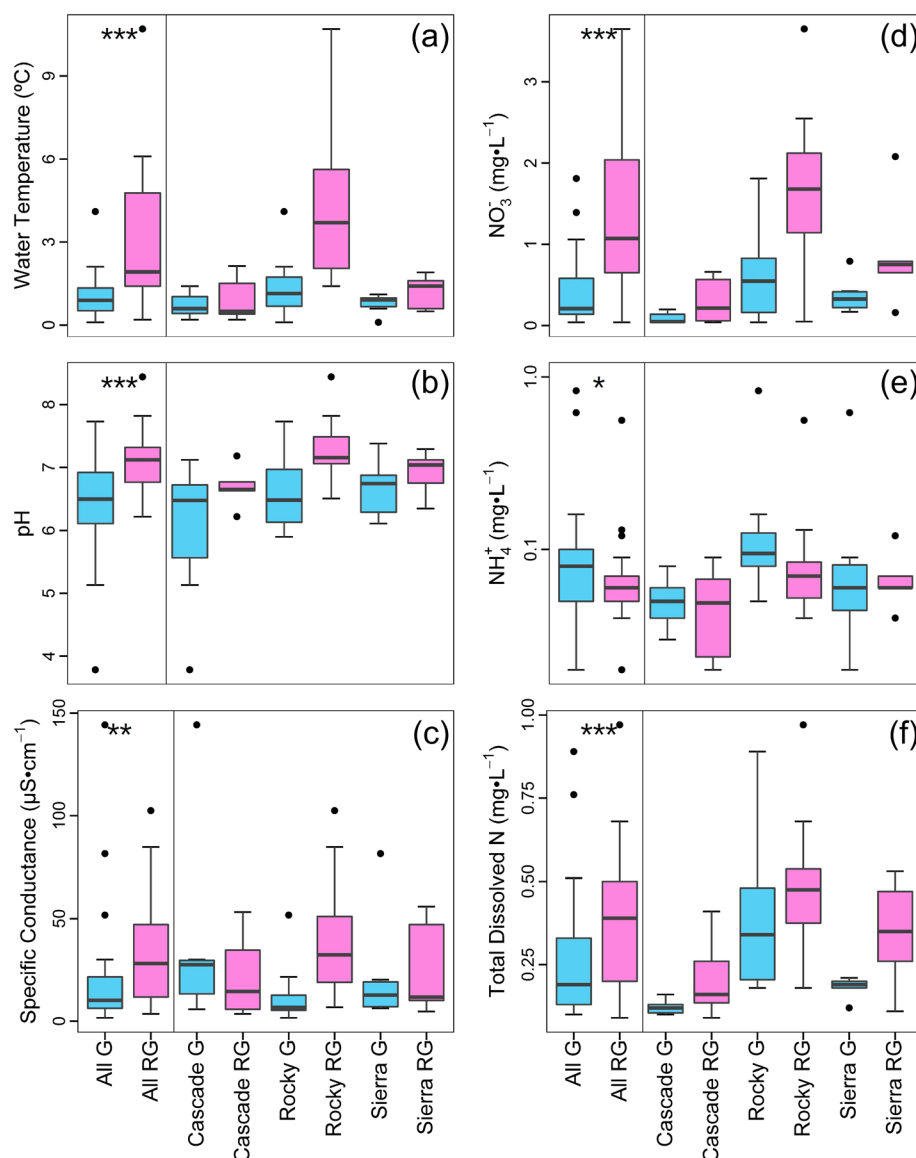 (a)
***
Water Temperature (ºC)
9
6
3
0
(d)
***
NO₃⁻ (mg•L⁻¹)
3
2
1
0
(b)
***
pH
8
7
6
5
4
(e)
*
NH₄⁺ (mg•L⁻¹)
1.0
0.1
(c)
**
Specific Conductance (µS•cm⁻¹)
150
100
50
0
(f)
***
Total Dissolved N (mg•L⁻¹)
1.00
0.75
0.50
0.25
All G
All RG
Cascade G
Cascade RG
Rocky G
Rocky RG
Sierra G
Sierra RG
All G
All RG
Cascade G
Cascade RG
Rocky G
Rocky RG
Sierra G
Sierra RG